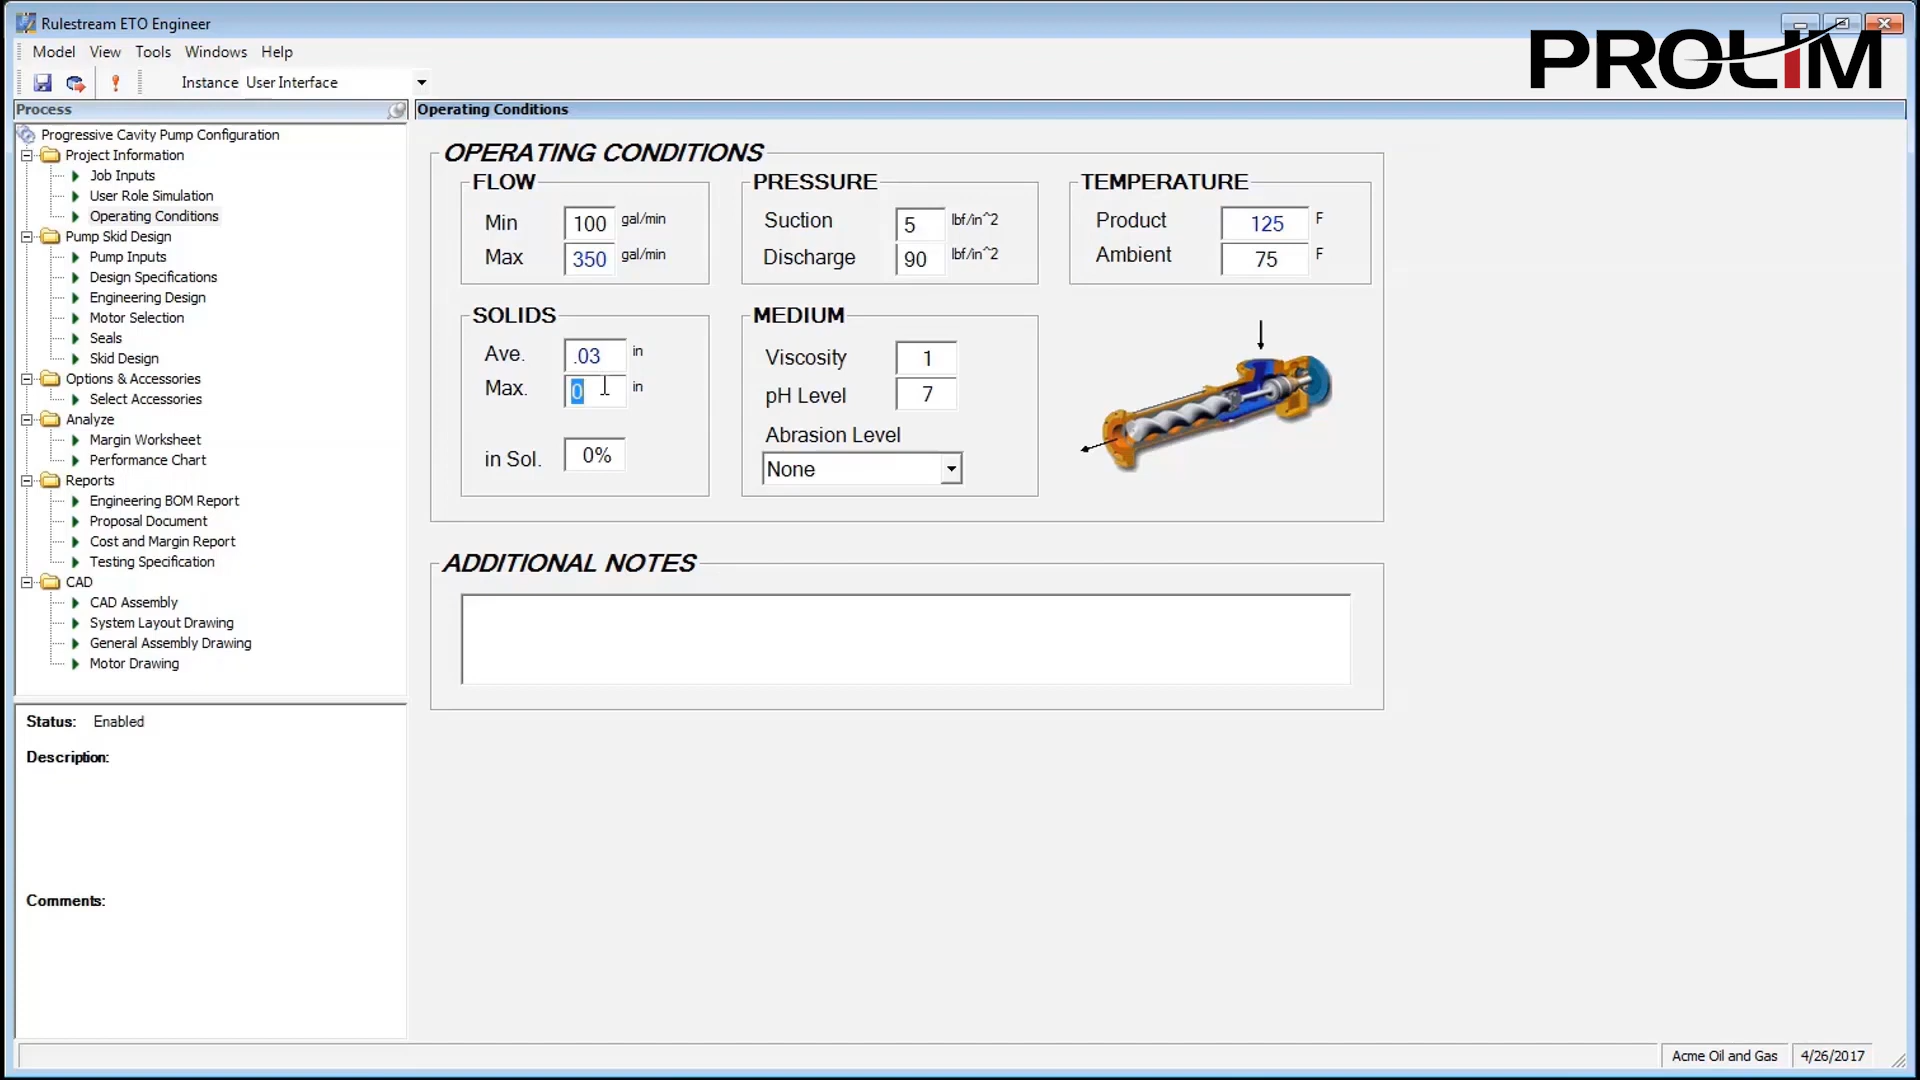 Rulestream ETO Engineer
PROLIM
Model View Tools Windows Help
Instance User Interface
Process
Operating Conditions
Progressive Cavity Pump Configuration
Project Information
Job Inputs
User Role Simulation
Operating Conditions
Pump Skid Design
Pump Inputs
Design Specifications
Engineering Design
Motor Selection
Seals
Skid Design
Options & Accessories
Select Accessories
Analyze
Margin Worksheet
Performance Chart
Reports
Engineering BOM Report
Proposal Document
Cost and Margin Report
Testing Specification
CAD
CAD Assembly
System Layout Drawing
General Assembly Drawing
Motor Drawing
Status: Enabled
Description:
Comments:
OPERATING CONDITIONS
FLOW
Min 100 gal/min
Max 350 gal/min
PRESSURE
Suction 5 lbf/in^2
Discharge 90 lbf/in^2
TEMPERATURE
Product 125 F
Ambient 75 F
SOLIDS
Ave. .03 in
Max. 0 in
in Sol. 0%
MEDIUM
Viscosity 1
pH Level 7
Abrasion Level
None
ADDITIONAL NOTES
Acme Oil and Gas 4/26/2017